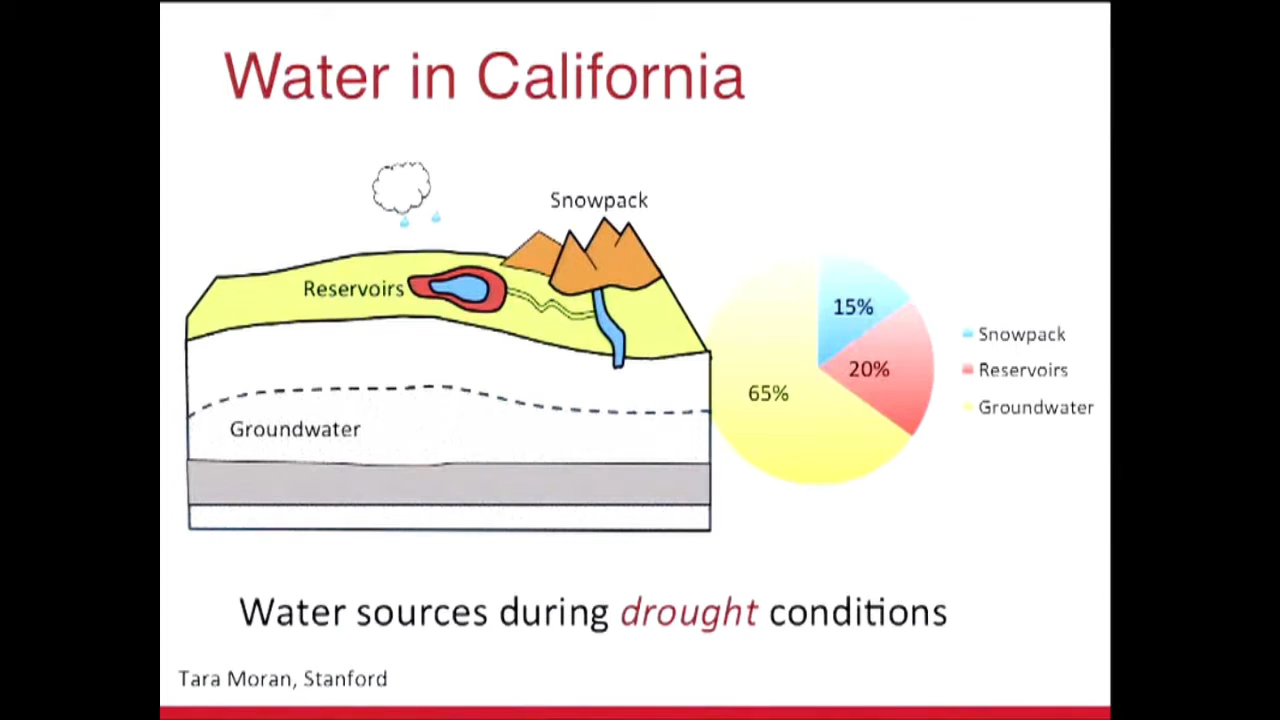 Water in California
Snowpack
Reservoirs
Groundwater
15%
20%
65%
Snowpack
Reservoirs
Groundwater
Water sources during drought conditions
Tara Moran, Stanford